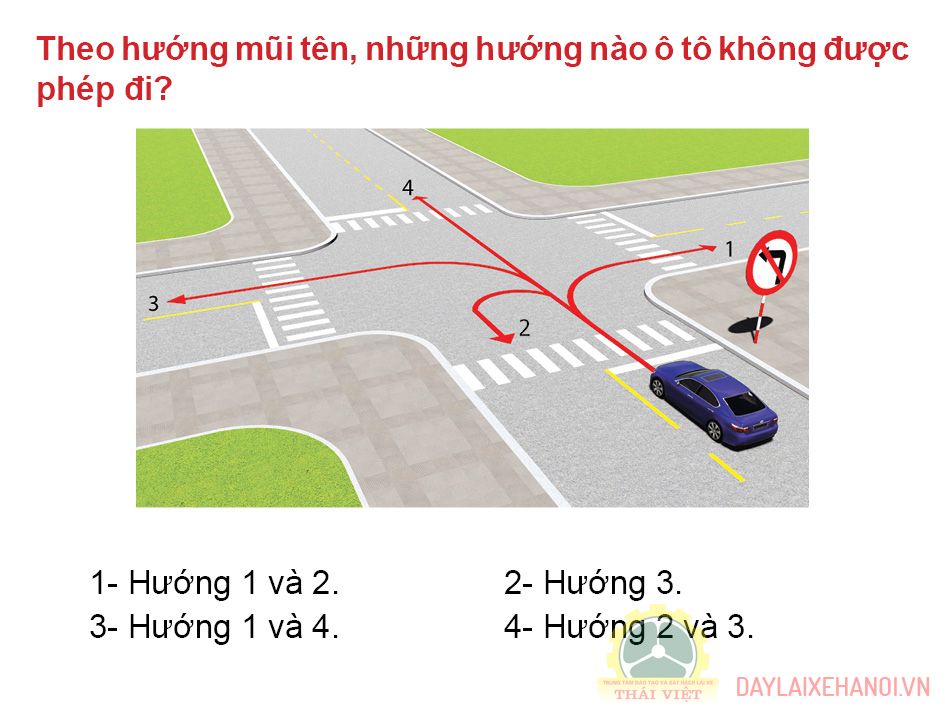 Theo hướng mũi tên, những hướng nào ô tô không được
phép đi?
4
1
3
2
1- Hướng 1 và 2.
2- Hướng 3.
3- Hướng 1 và 4.
4- Hướng 2 và 3.
TRUNG TÂM ĐÀO TẠO VÀ SÁT HẠCH LÁI XE
THÁI VIỆT
DAYLAIXEHANOI.VN